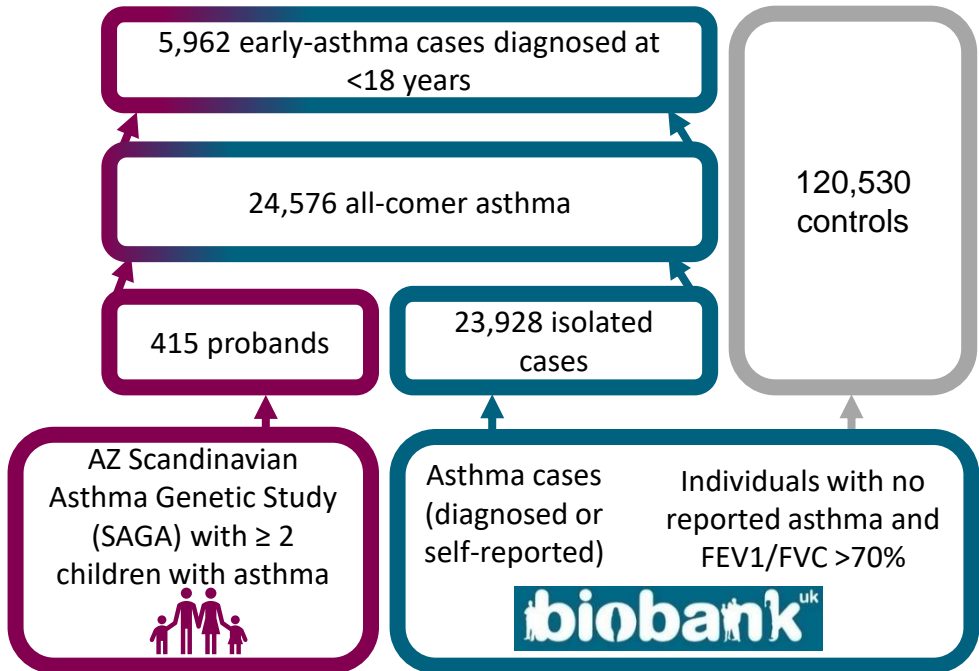 5,962 early-asthma cases diagnosed at
<18 years
24,576 all-comer asthma
120,530
controls
415 probands
23,928 isolated
cases
AZ Scandinavian
Asthma Genetic Study
(SAGA) with ≥ 2
children with asthma
Asthma cases
(diagnosed or
self-reported)
Individuals with no
reported asthma and
FEV1/FVC >70%
biobank uk